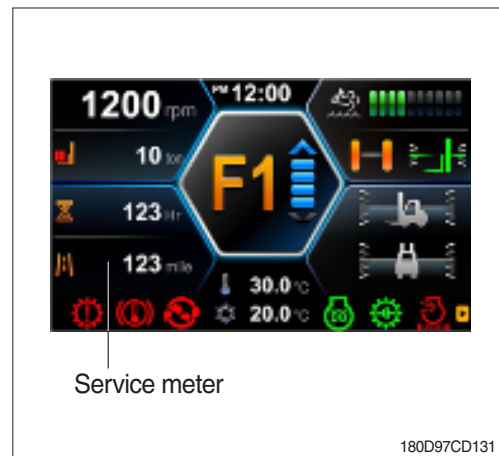 1200 rpm
PM 12:00
10 ton
F1
123 Hr
123 mile
30.0 °C
20.0 °C
Service meter
180D97CD131